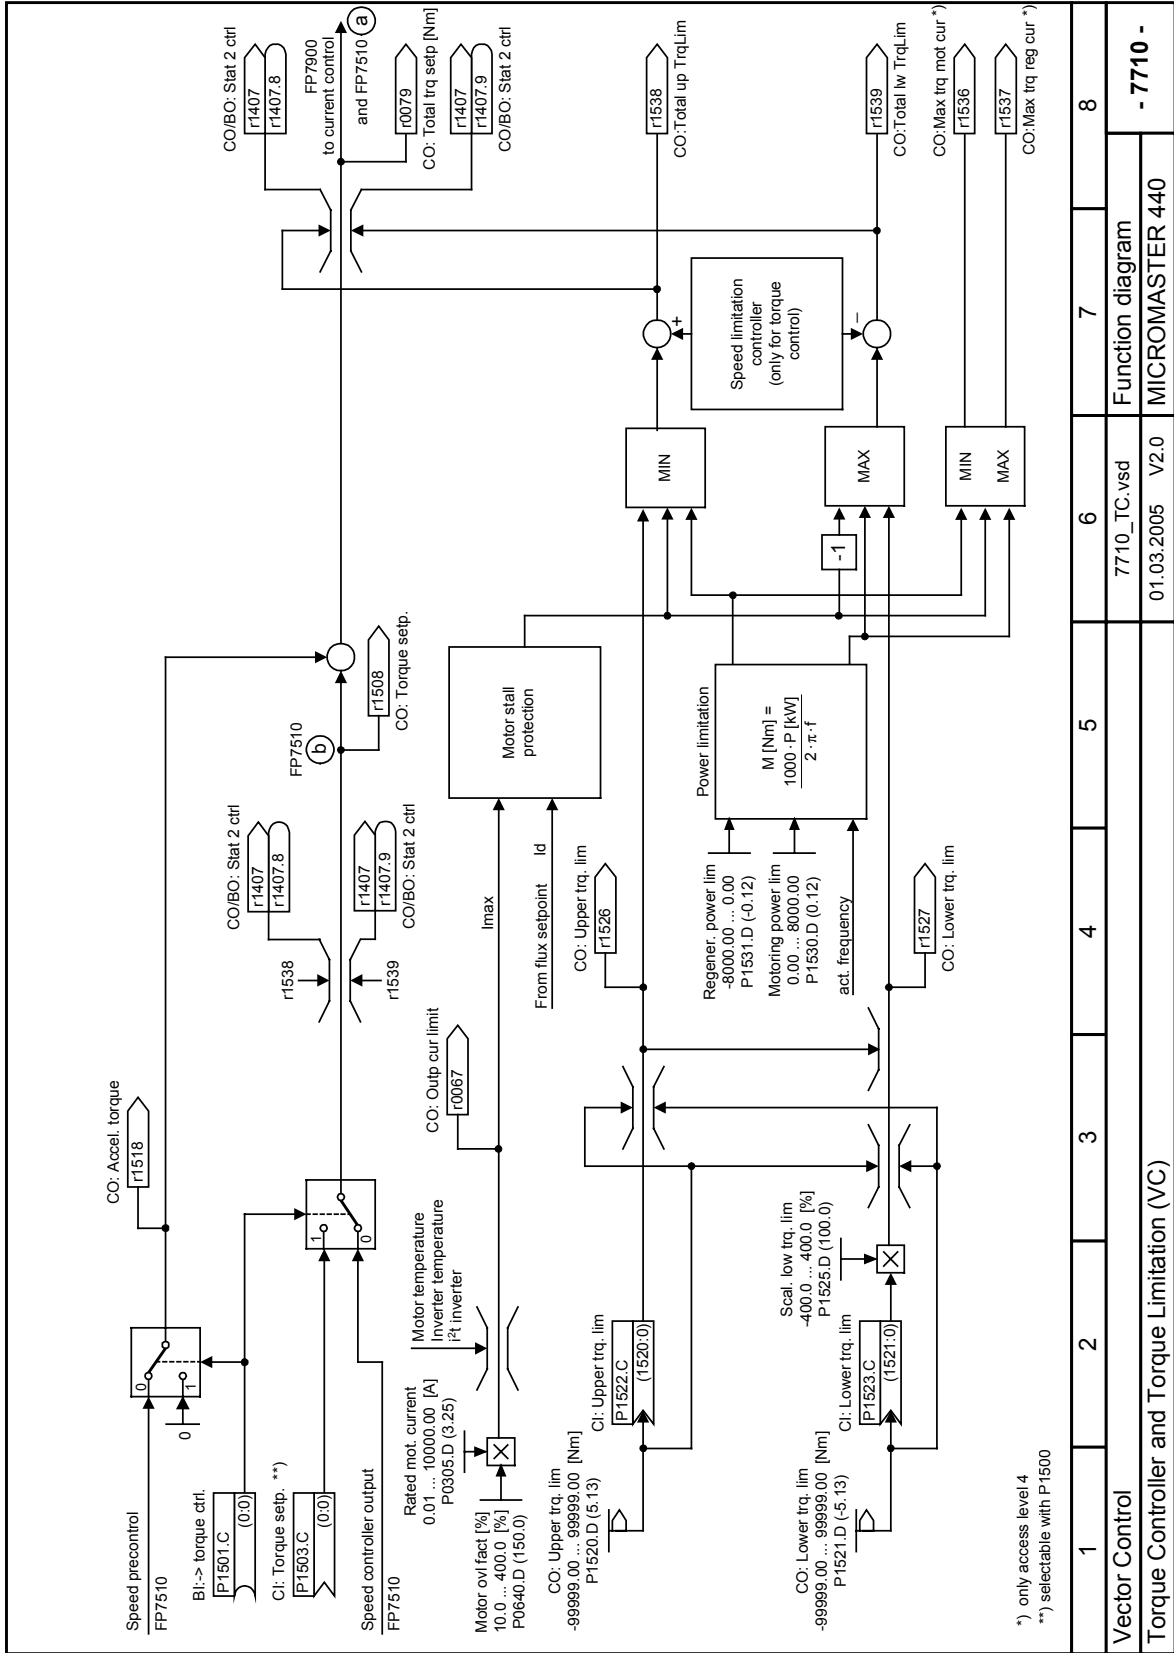 Speed precontrol
FP7510
0
1
0
CO: Accel. torque
r1518
BI:-> torque ctrl.
P1501.C
(0:0)
CI: Torque setp. **)
P1503.C
(0:0)
Speed controller output
FP7510
1
0
r1538
r1539
CO/BO: Stat 2 ctrl
r1407
r1407.8
r1407
r1407.9
CO/BO: Stat 2 ctrl
FP7510
b
r1508
CO: Torque setp.
CO/BO: Stat 2 ctrl
r1407
r1407.8
FP7900
to current control
a
and FP7510
r0079
CO: Total trq setp [Nm]
r1407
r1407.9
CO/BO: Stat 2 ctrl
Rated mot. current
0.01 ... 10000.00 [A]
P0305.D (3.25)
Motor ovl fact [%]
10.0 ... 400.0 [%]
P0640.D (150.0)
Motor temperature
Inverter temperature
i²t inverter
CO: Outp cur limit
r0067
Imax
From flux setpoint
Id
Motor stall
protection
CO: Upper trq. lim
-99999.00 ... 99999.00 [Nm]
P1520.D (5.13)
CI: Upper trq. lim
P1522.C
(1520:0)
CO: Upper trq. lim
r1526
Regener. power lim
-8000.00 ... 0.00
P1531.D (-0.12)
Motoring power lim
0.00 ... 8000.00
P1530.D (0.12)
act. frequency
Power limitation
M [Nm] =
1000 · P [kW]
2 · π · f
Scal. low trq. lim
-400.0 ... 400.0 [%]
P1525.D (100.0)
CO: Lower trq. lim
-99999.00 ... 99999.00 [Nm]
P1521.D (-5.13)
CI: Lower trq. lim
P1523.C
(1521:0)
r1527
CO: Lower trq. lim
-1
MIN
MAX
MIN
MAX
Speed limitation
controller
(only for torque
control)
+
–
r1538
CO:Total up TrqLim
r1539
CO:Total lw TrqLim
CO:Max trq mot cur *)
r1536
r1537
CO:Max trq reg cur *)
*) only access level 4
**) selectable with P1500
1 2 3 4 5 6 7 8
Vector Control
7710_TC.vsd
Function diagram
- 7710 -
Torque Controller and Torque Limitation (VC)
01.03.2005 V2.0
MICROMASTER 440